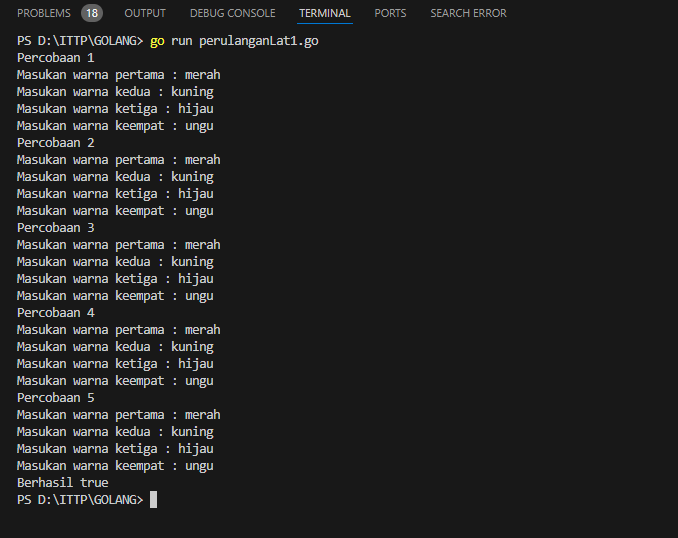 PROBLEMS 18 OUTPUT DEBUG CONSOLE TERMINAL PORTS SEARCH ERROR
PS D:\ITTP\GOLANG> go run perulanganLat1.go
Percobaan 1
Masukan warna pertama : merah
Masukan warna kedua : kuning
Masukan warna ketiga : hijau
Masukan warna keempat : ungu
Percobaan 2
Masukan warna pertama : merah
Masukan warna kedua : kuning
Masukan warna ketiga : hijau
Masukan warna keempat : ungu
Percobaan 3
Masukan warna pertama : merah
Masukan warna kedua : kuning
Masukan warna ketiga : hijau
Masukan warna keempat : ungu
Percobaan 4
Masukan warna pertama : merah
Masukan warna kedua : kuning
Masukan warna ketiga : hijau
Masukan warna keempat : ungu
Percobaan 5
Masukan warna pertama : merah
Masukan warna kedua : kuning
Masukan warna ketiga : hijau
Masukan warna keempat : ungu
Berhasil true
PS D:\ITTP\GOLANG>